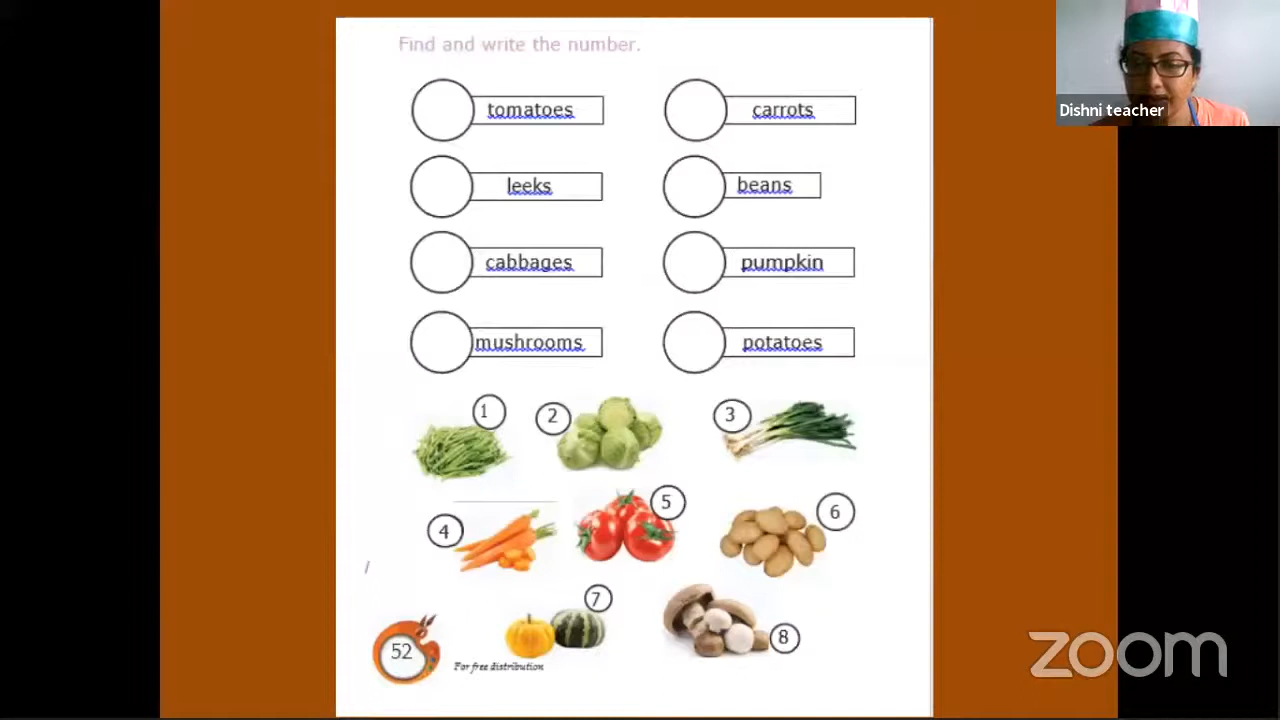 Find and write the number.
tomatoes
carrots
leeks
beans
cabbages
pumpkin
mushrooms
potatoes
1
2
3
4
5
6
7
8
52
For free distribution
Dishni teacher
zoom